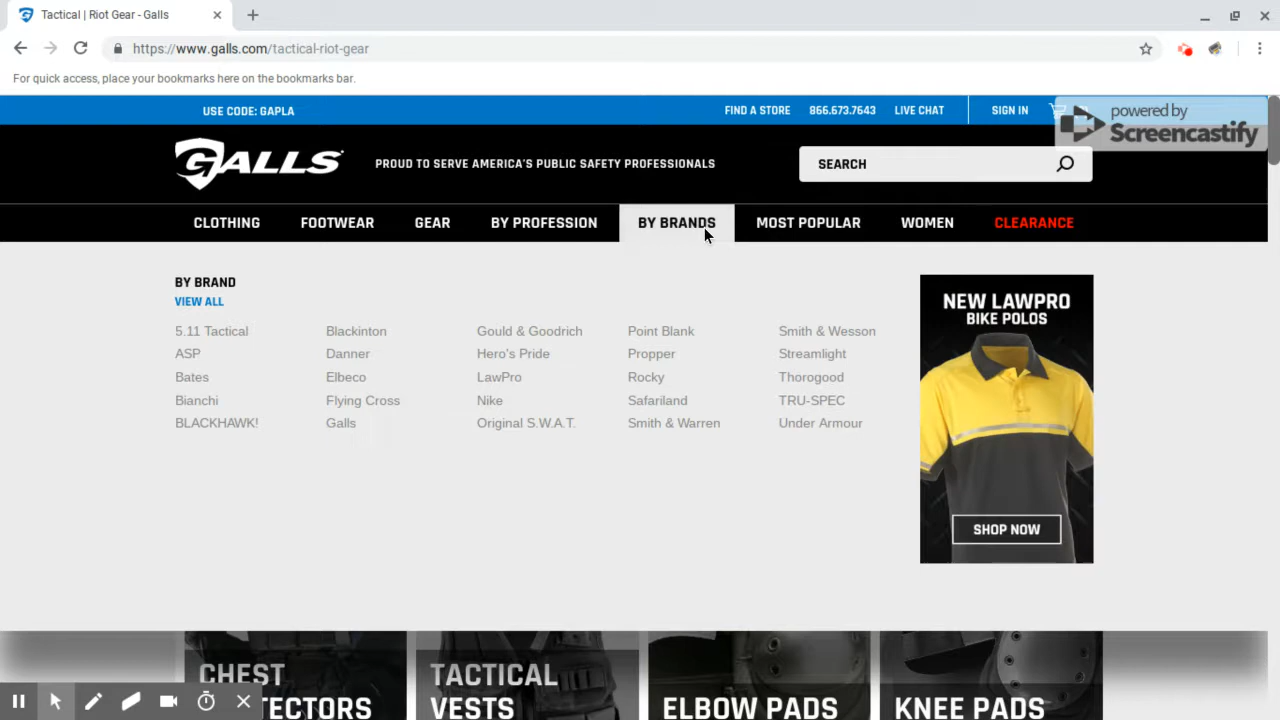 Tactical | Riot Gear - Galls
https://www.galls.com/tactical-riot-gear
For quick access, place your bookmarks here on the bookmarks bar.
USE CODE: GAPLA
FIND A STORE 866.673.7643 LIVE CHAT SIGN IN
powered by
Screencastify
GALLS
PROUD TO SERVE AMERICA'S PUBLIC SAFETY PROFESSIONALS
SEARCH
CLOTHING FOOTWEAR GEAR BY PROFESSION BY BRANDS MOST POPULAR WOMEN CLEARANCE
BY BRAND
VIEW ALL
5.11 Tactical Blackinton Gould & Goodrich Point Blank Smith & Wesson
ASP Danner Hero's Pride Propper Streamlight
Bates Elbeco LawPro Rocky Thorogood
Bianchi Flying Cross Nike Safariland TRU-SPEC
BLACKHAWK! Galls Original S.W.A.T. Smith & Warren Under Armour
NEW LAWPRO
BIKE POLOS
SHOP NOW
CHEST
TECTORS
TACTICAL
VESTS
ELBOW PADS
KNEE PADS